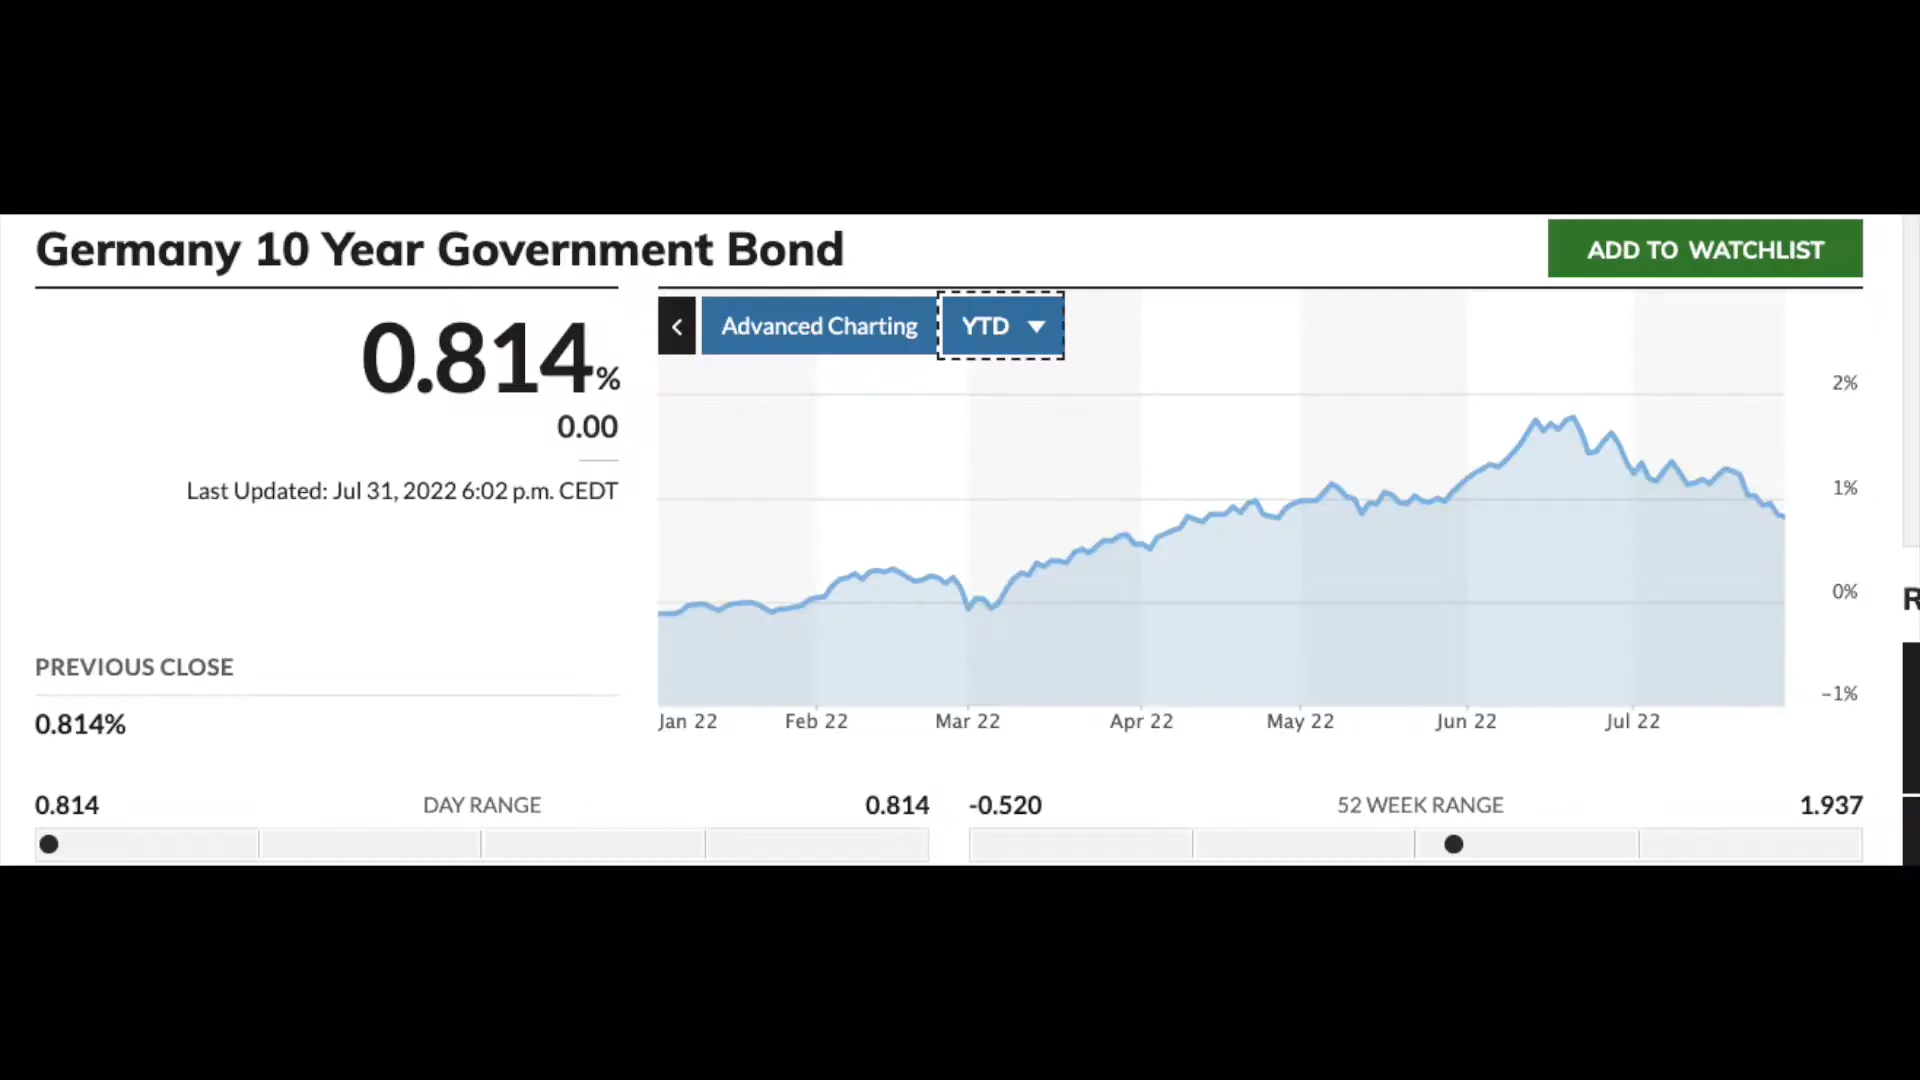 Germany 10 Year Government Bond
ADD TO WATCHLIST
0.814%
0.00
Last Updated: Jul 31, 2022 6:02 p.m. CEDT
PREVIOUS CLOSE
0.814%
Advanced Charting
YTD
2%
1%
0%
-1%
Jan 22 Feb 22 Mar 22 Apr 22 May 22 Jun 22 Jul 22
0.814 DAY RANGE 0.814
-0.520 52 WEEK RANGE 1.937
R